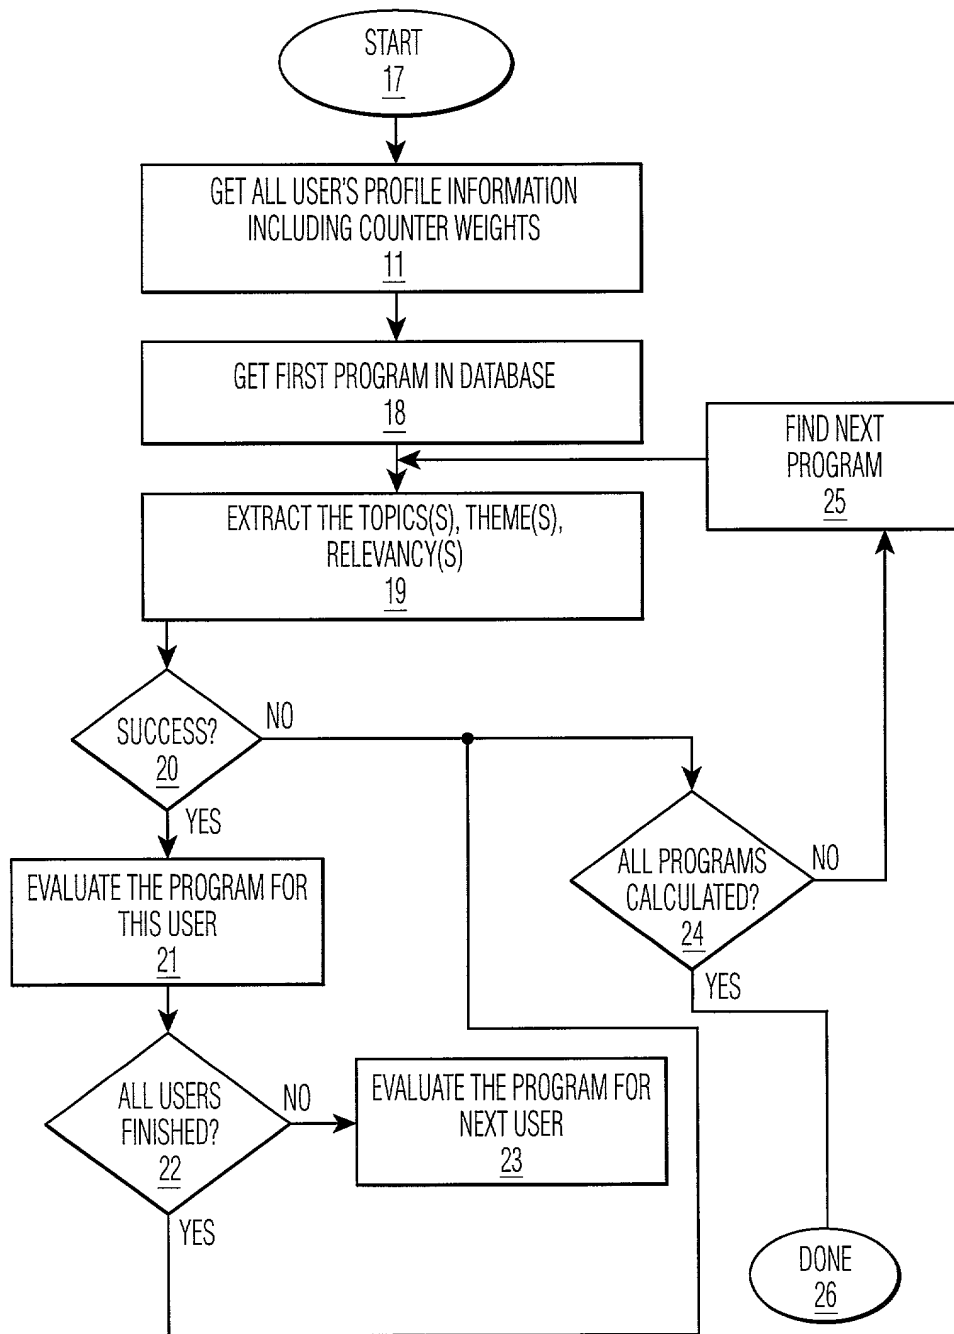 START
17
GET ALL USER'S PROFILE INFORMATION
INCLUDING COUNTER WEIGHTS
11
GET FIRST PROGRAM IN DATABASE
18
FIND NEXT
PROGRAM
25
EXTRACT THE TOPICS(S), THEME(S),
RELEVANCY(S)
19
SUCCESS?
20
NO
YES
ALL PROGRAMS
CALCULATED?
24
NO
YES
EVALUATE THE PROGRAM FOR
THIS USER
21
ALL USERS
FINISHED?
22
NO
YES
EVALUATE THE PROGRAM FOR
NEXT USER
23
DONE
26